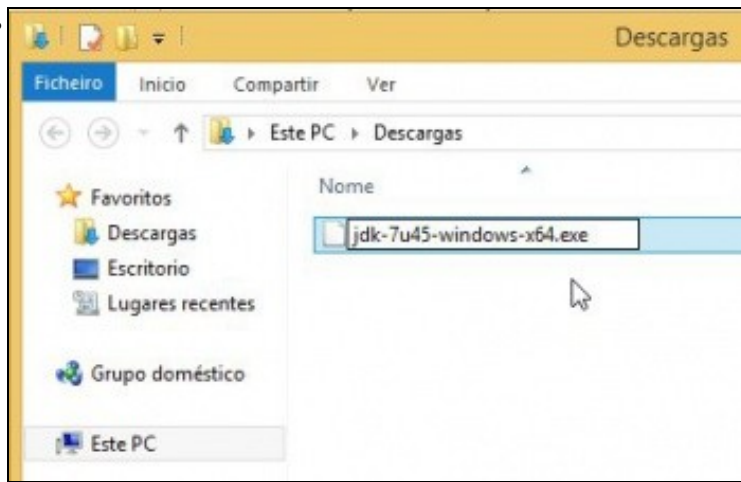 Descargas
Ficheiro Inicio Compartir Ver
Este PC Descargas
Favoritos
Descargas
Escritorio
Lugares recentes
Grupo doméstico
Este PC
Nome
jdk-7u45-windows-x64.exe